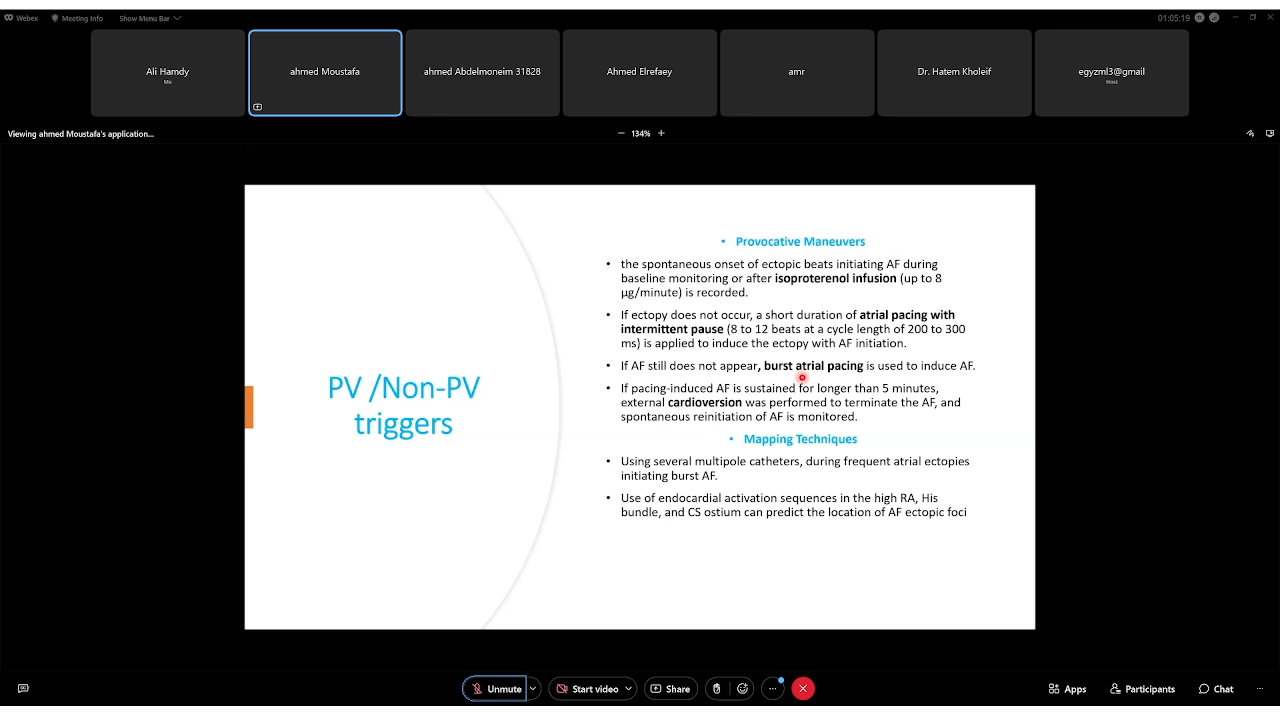 Webex
Meeting Info
Show Menu Bar
01:05:19
Ali Hamdy
Me
ahmed Moustafa
ahmed Abdelmoneim 31828
Ahmed Elrefaey
amr
Dr. Hatem Kholeif
egyzml3@gmail
Host
Viewing ahmed Moustafa's application...
− 134% +
PV /Non-PV
triggers
• Provocative Maneuvers
• the spontaneous onset of ectopic beats initiating AF during
baseline monitoring or after isoproterenol infusion (up to 8
μg/minute) is recorded.
• If ectopy does not occur, a short duration of atrial pacing with
intermittent pause (8 to 12 beats at a cycle length of 200 to 300
ms) is applied to induce the ectopy with AF initiation.
• If AF still does not appear, burst atrial pacing is used to induce AF.
• If pacing-induced AF is sustained for longer than 5 minutes,
external cardioversion was performed to terminate the AF, and
spontaneous reinitiation of AF is monitored.
• Mapping Techniques
• Using several multipole catheters, during frequent atrial ectopies
initiating burst AF.
• Use of endocardial activation sequences in the high RA, His
bundle, and CS ostium can predict the location of AF ectopic foci
Unmute
Start video
Share
Apps
Participants
Chat